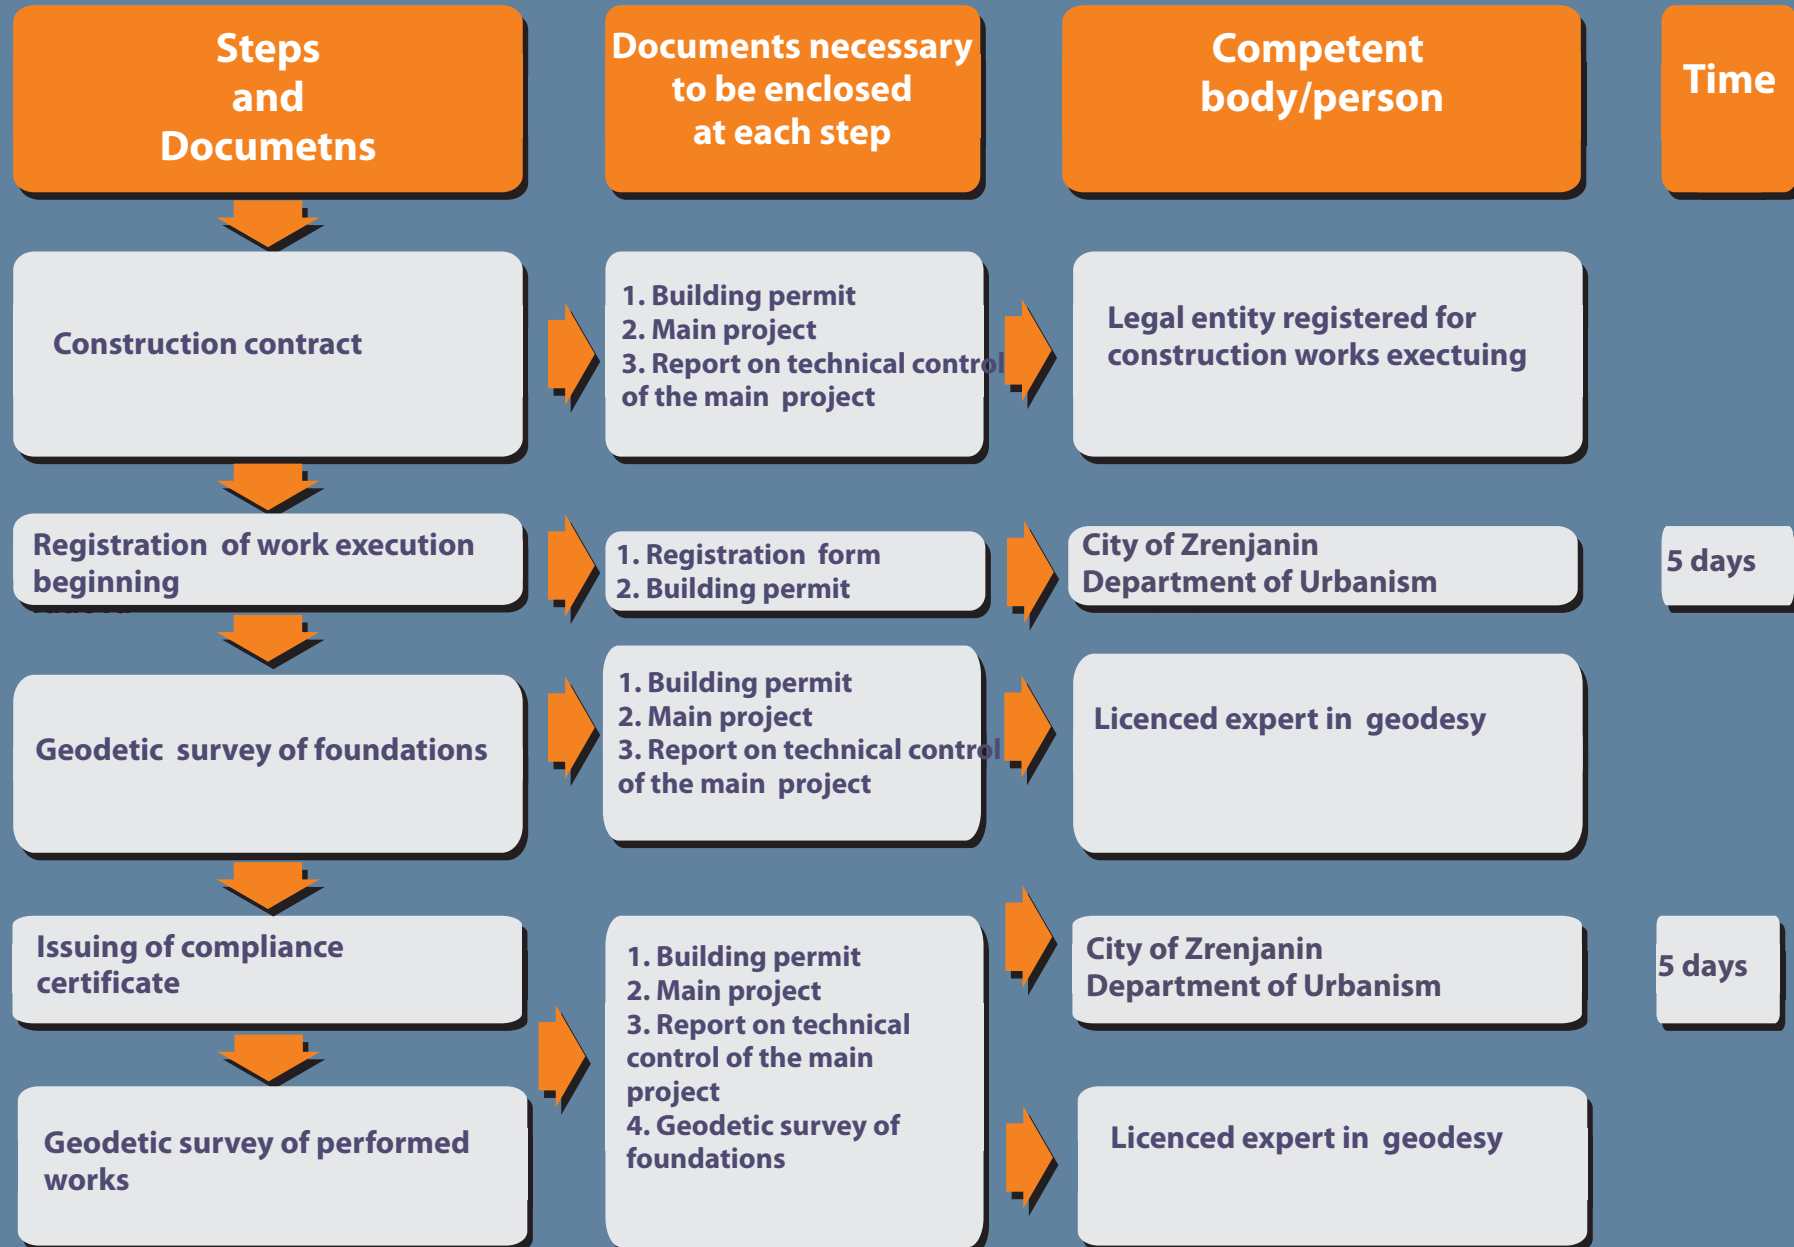 Steps
and
Documetns
Documents necessary
to be enclosed
at each step
Competent
body/person
Time
Construction contract
1. Building permit
2. Main project
3. Report on technical control
of the main project
Legal entity registered for
construction works exectuing
Registration of work execution
beginning
1. Registration form
2. Building permit
City of Zrenjanin
Department of Urbanism
5 days
Geodetic survey of foundations
1. Building permit
2. Main project
3. Report on technical control
of the main project
Licenced expert in geodesy
Issuing of compliance
certificate
1. Building permit
2. Main project
3. Report on technical
control of the main
project
4. Geodetic survey of
foundations
City of Zrenjanin
Department of Urbanism
5 days
Geodetic survey of performed
works
Licenced expert in geodesy